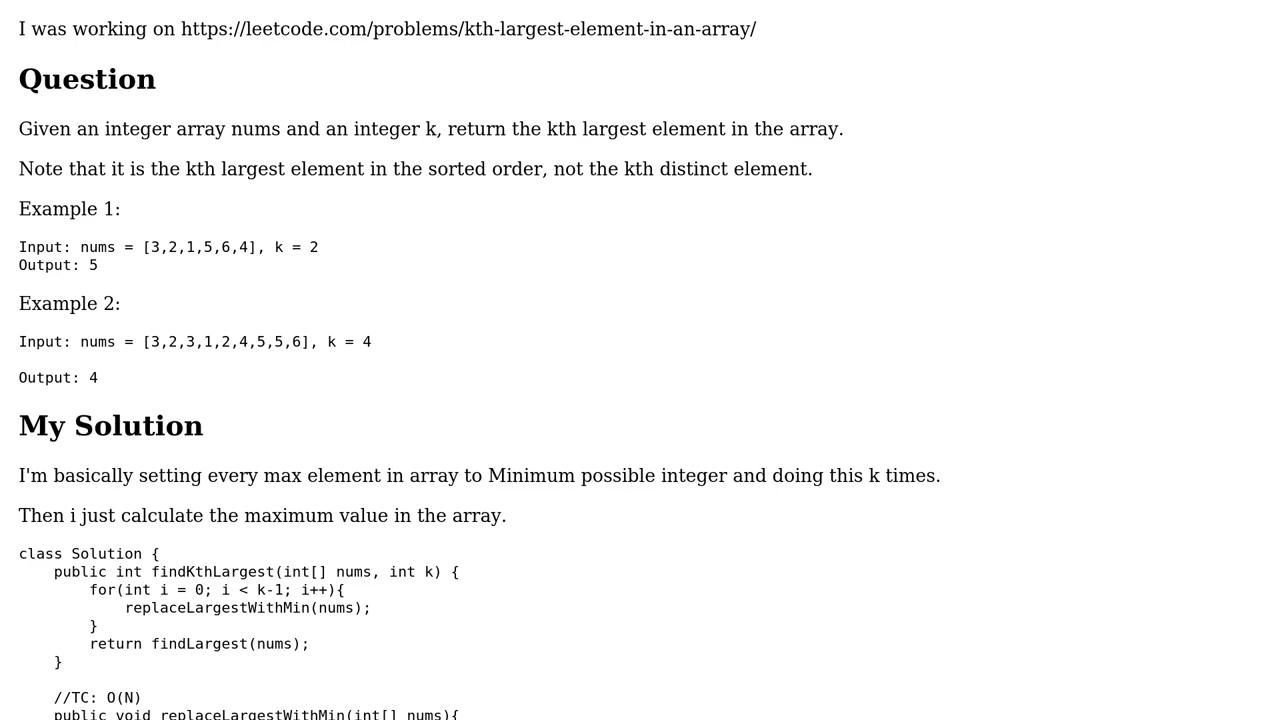 I was working on https://leetcode.com/problems/kth-largest-element-in-an-array/
Question
Given an integer array nums and an integer k, return the kth largest element in the array.
Note that it is the kth largest element in the sorted order, not the kth distinct element.
Example 1:
Input: nums = [3,2,1,5,6,4], k = 2
Output: 5
Example 2:
Input: nums = [3,2,3,1,2,4,5,5,6], k = 4
Output: 4
My Solution
I'm basically setting every max element in array to Minimum possible integer and doing this k times.
Then i just calculate the maximum value in the array.
class Solution {
    public int findKthLargest(int[] nums, int k) {
        for(int i = 0; i < k-1; i++){
            replaceLargestWithMin(nums);
        }
        return findLargest(nums);
    }
    //TC: O(N)
    public void replaceLargestWithMin(int[] nums){